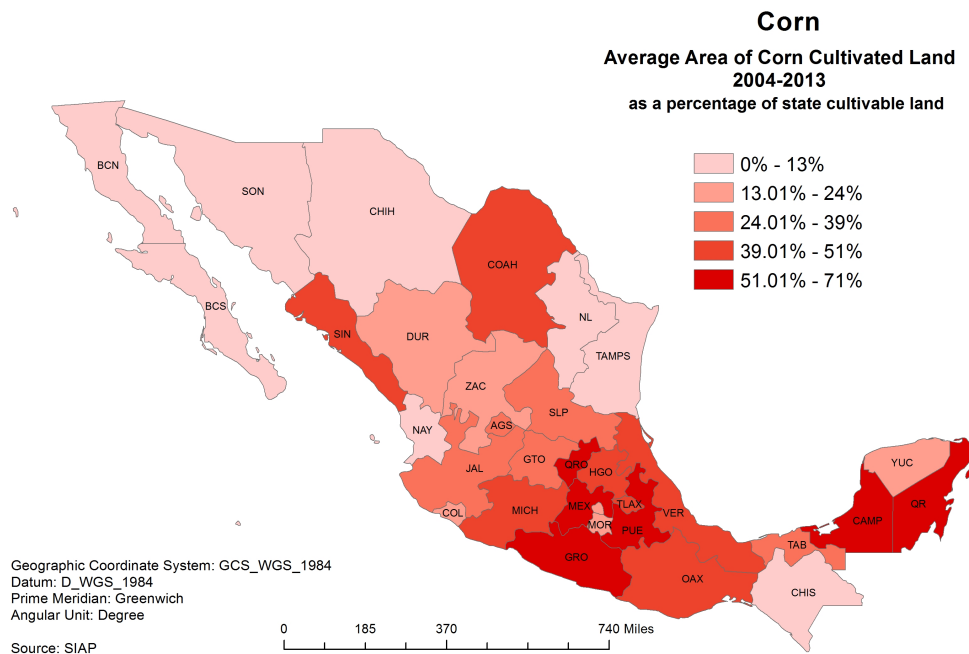 Corn
Average Area of Corn Cultivated Land
2004-2013
as a percentage of state cultivable land
0% - 13%
13.01% - 24%
24.01% - 39%
39.01% - 51%
51.01% - 71%
BCN
SON
CHIH
COAH
BCS
NL
SIN
DUR
TAMPS
ZAC
SLP
AGS
NAY
GTO
QRO
HGO
JAL
YUC
COL
MICH
MEX
TLAX
VER
MOR
PUE
QR
CAMP
TAB
GRO
OAX
CHIS
Geographic Coordinate System: GCS_WGS_1984
Datum: D_WGS_1984
Prime Meridian: Greenwich
Angular Unit: Degree
Source: SIAP
0 185 370 740 Miles